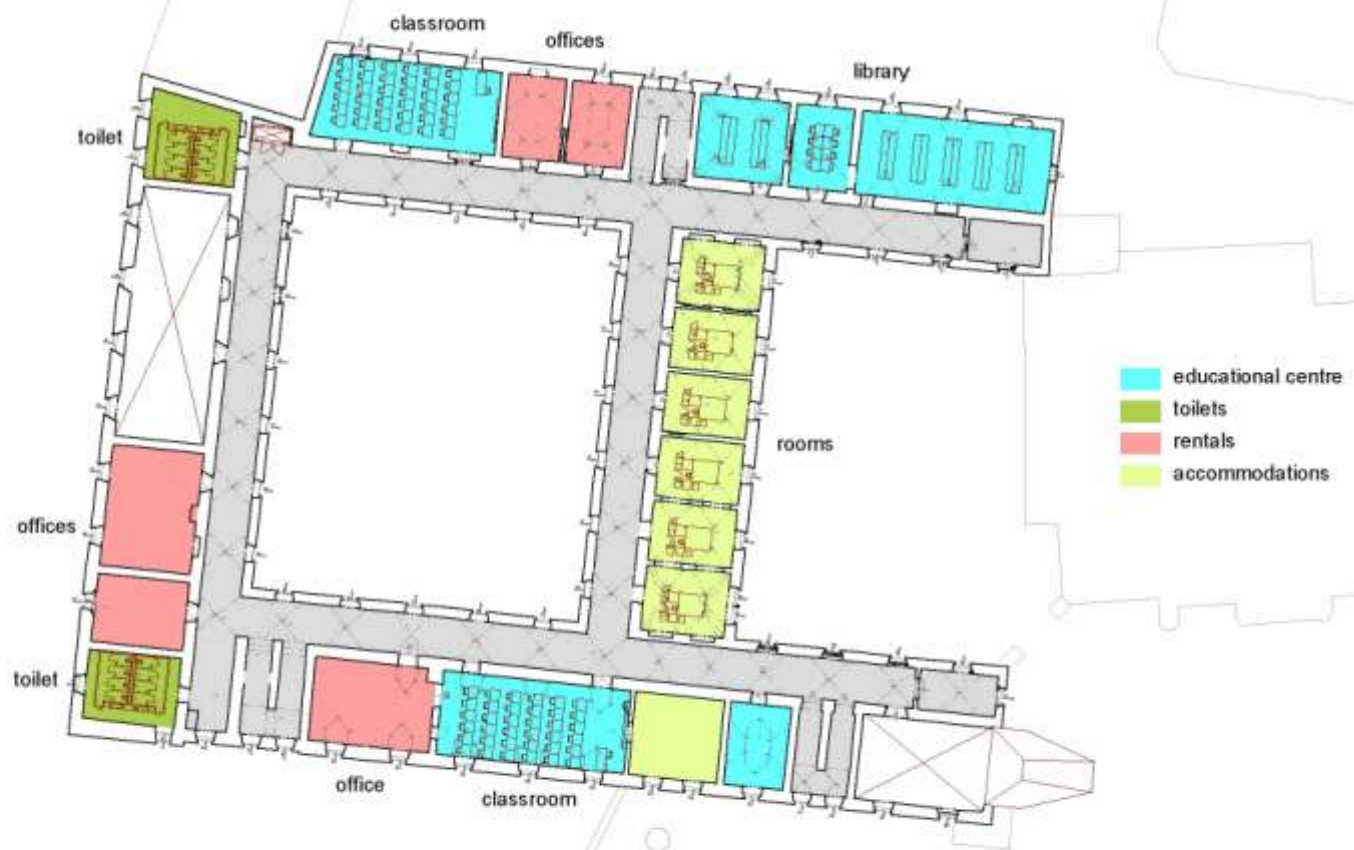 classroom
offices
library
toilet
educational centre
toilets
rentals
accommodations
rooms
offices
toilet
office
classroom